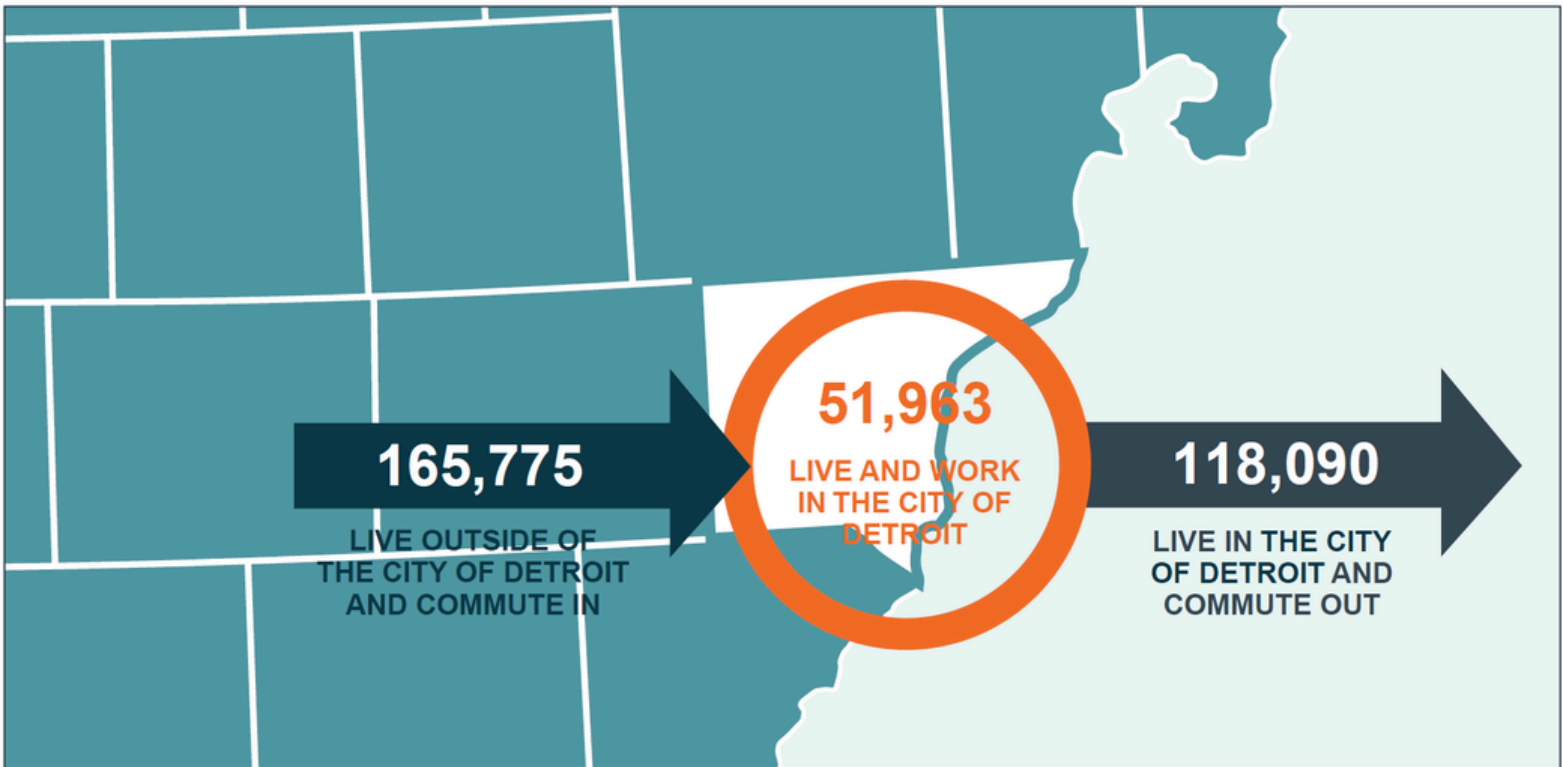 165,775
LIVE OUTSIDE OF
THE CITY OF DETROIT
AND COMMUTE IN
51,963
LIVE AND WORK
IN THE CITY OF
DETROIT
118,090
LIVE IN THE CITY
OF DETROIT AND
COMMUTE OUT